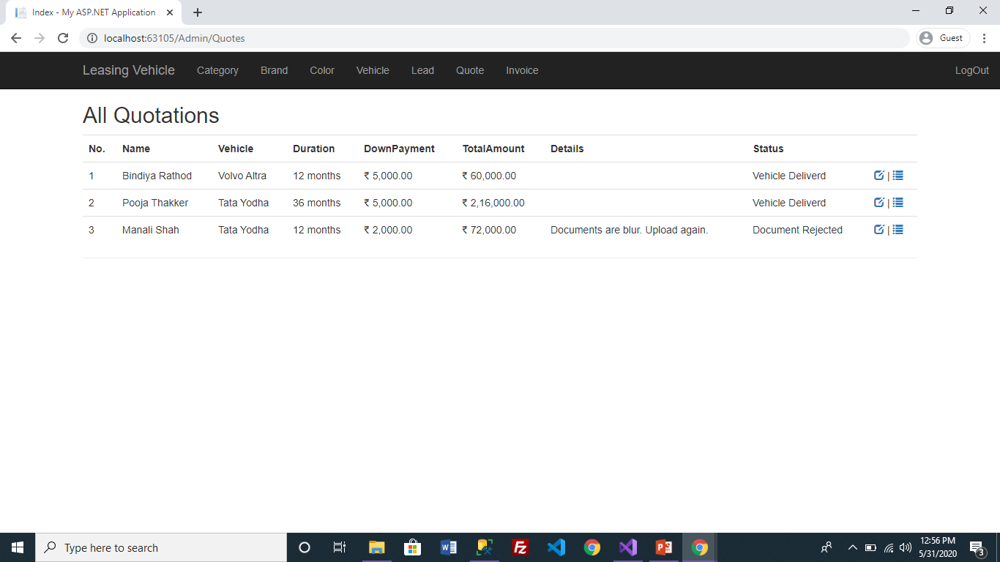 Index - My ASP.NET Application
localhost:63105/Admin/Quotes
Guest
Leasing Vehicle Category Brand Color Vehicle Lead Quote Invoice LogOut
All Quotations
No. Name Vehicle Duration DownPayment TotalAmount Details Status
1 Bindiya Rathod Volvo Altra 12 months ₹ 5,000.00 ₹ 60,000.00 Vehicle Deliverd |
2 Pooja Thakker Tata Yodha 36 months ₹ 5,000.00 ₹ 2,16,000.00 Vehicle Deliverd |
3 Manali Shah Tata Yodha 12 months ₹ 2,000.00 ₹ 72,000.00 Documents are blur. Upload again. Document Rejected |
Type here to search
12:56 PM
5/31/2020
3